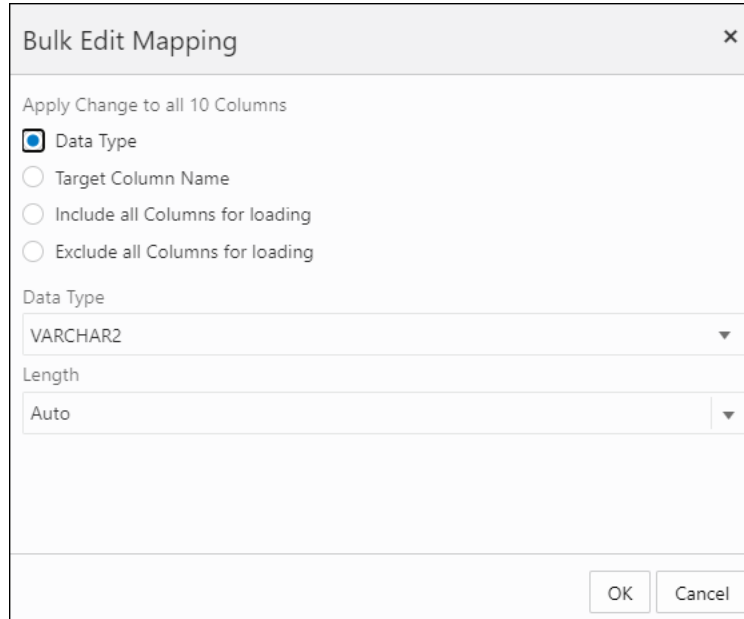 Bulk Edit Mapping
Apply Change to all 10 Columns
Data Type
Target Column Name
Include all Columns for loading
Exclude all Columns for loading
Data Type
VARCHAR2
Length
Auto
OK Cancel